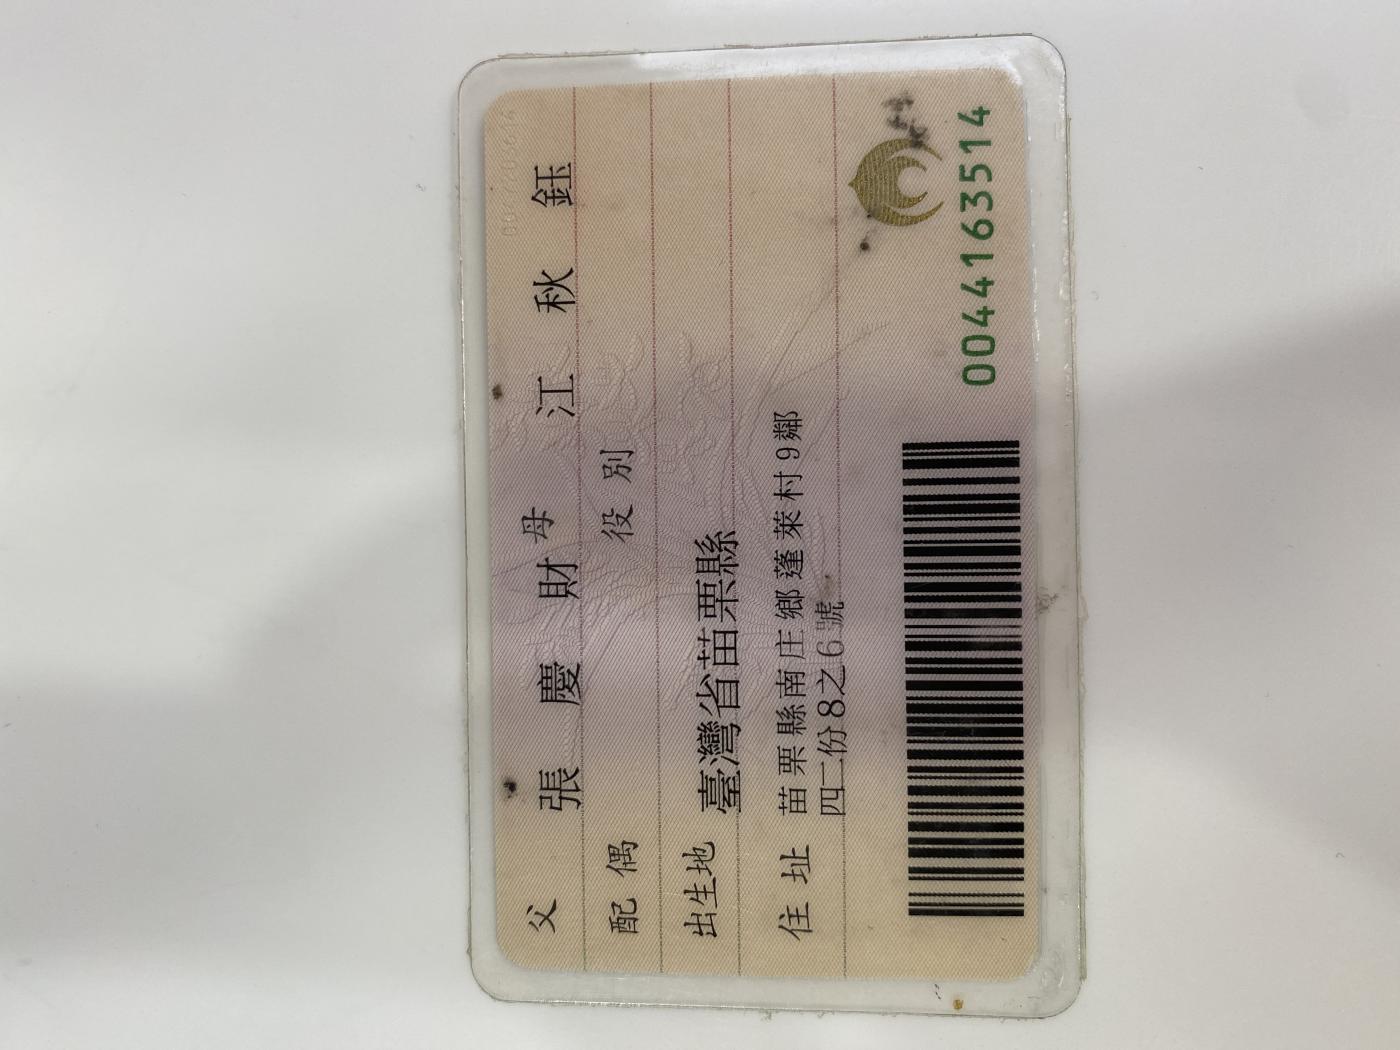 父 張慶財 母 江秋鈺
配偶 役別
出生地 臺灣省苗栗縣
住址 苗栗縣南庄鄉蓬萊村9鄰
四二份8之6號
0044163514